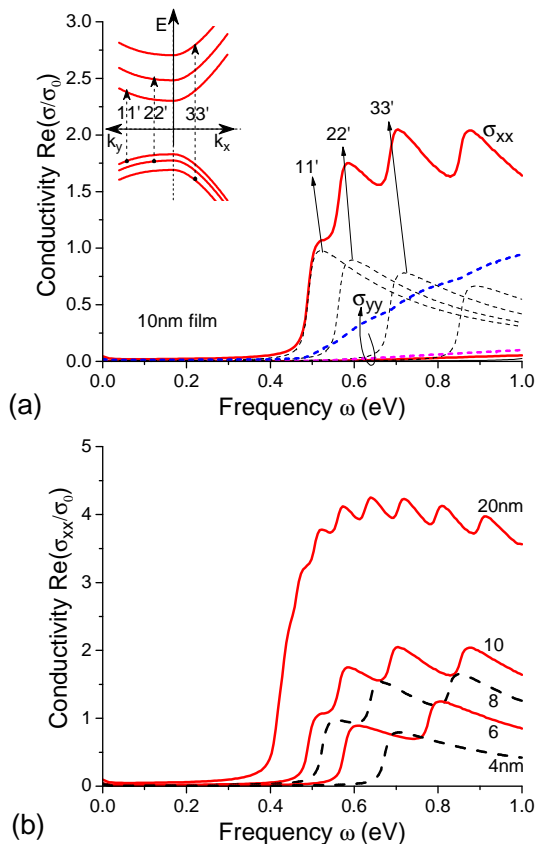 3.0
2.5
2.0
1.5
1.0
0.5
0.0
Conductivity Re(σ/σ₀)
E
11' 22' 33'
k_y
k_x
11'
22'
33'
σ_xx
σ_yy
10nm film
0.0 0.2 0.4 0.6 0.8 1.0
Frequency ω (eV)
(a)
5
4
3
2
1
0
Conductivity Re(σ_xx/σ₀)
20nm
10
8
6
4nm
0.0 0.2 0.4 0.6 0.8 1.0
Frequency ω (eV)
(b)